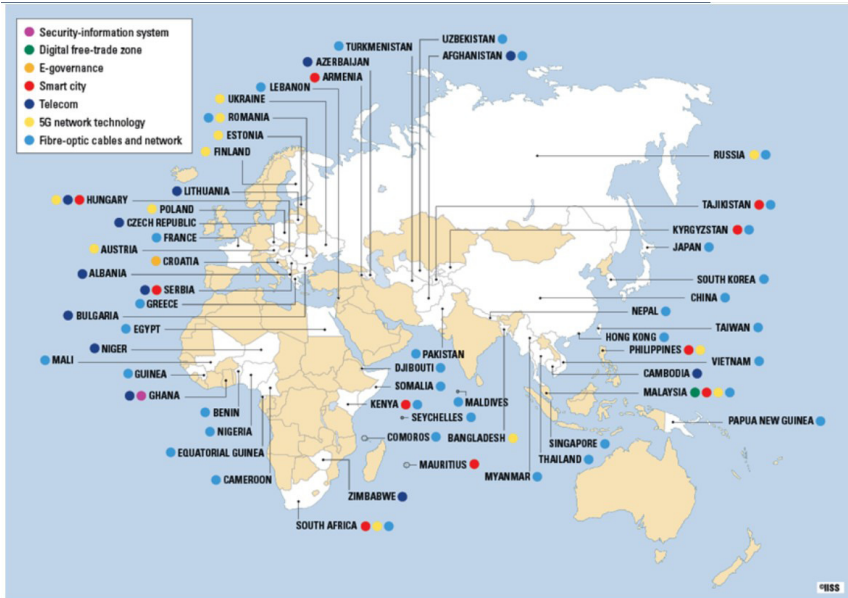 Security-information system
Digital free-trade zone
E-governance
Smart city
Telecom
5G network technology
Fibre-optic cables and network
UZBEKISTAN
TURKMENISTAN
AFGHANISTAN
AZERBAIJAN
ARMENIA
LEBANON
UKRAINE
ROMANIA
ESTONIA
FINLAND
RUSSIA
LITHUANIA
HUNGARY
TAJIKISTAN
POLAND
CZECH REPUBLIC
KYRGYZSTAN
FRANCE
JAPAN
AUSTRIA
CROATIA
ALBANIA
SOUTH KOREA
SERBIA
CHINA
GREECE
NEPAL
BULGARIA
EGYPT
TAIWAN
HONG KONG
NIGER
PHILIPPINES
PAKISTAN
MALI
VIETNAM
DJIBOUTI
GUINEA
CAMBODIA
SOMALIA
MALAYSIA
GHANA
MALDIVES
KENYA
BENIN
SEYCHELLES
PAPUA NEW GUINEA
NIGERIA
COMOROS
BANGLADESH
SINGAPORE
EQUATORIAL GUINEA
THAILAND
MAURITIUS
CAMEROON
MYANMAR
ZIMBABWE
SOUTH AFRICA
©IISS